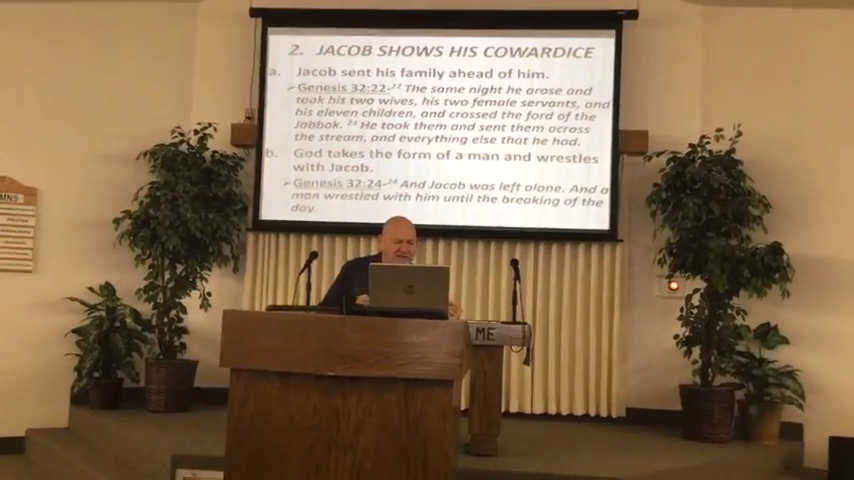 2. JACOB SHOWS HIS COWARDICE
a. Jacob sent his family ahead of him.
➢Genesis 32:22-²² The same night he arose and
took his two wives, his two female servants, and
his eleven children, and crossed the ford of the
Jabbok. ²³ He took them and sent them across
the stream, and everything else that he had.
b. God takes the form of a man and wrestles
with Jacob.
➢Genesis 32:24-²⁴ And Jacob was left alone. And a
man wrestled with him until the breaking of the
day.
ME